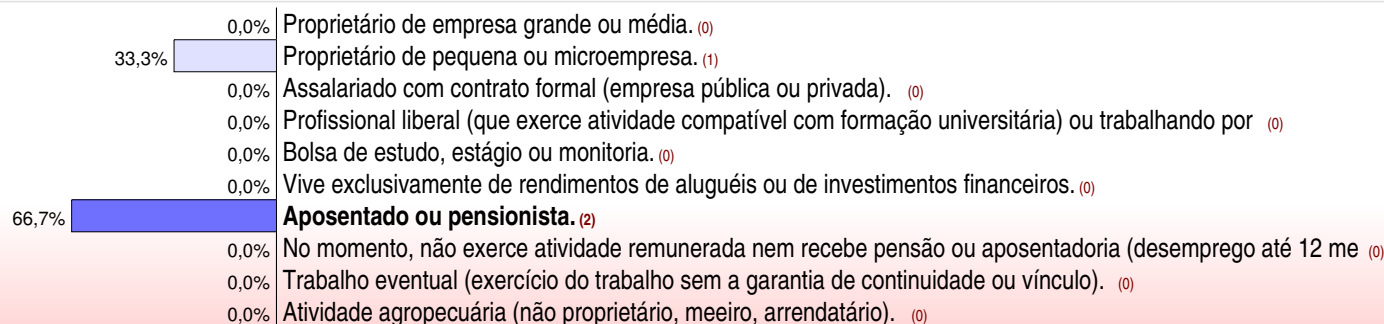 0,0% Proprietário de empresa grande ou média. (0)
33,3% Proprietário de pequena ou microempresa. (1)
0,0% Assalariado com contrato formal (empresa pública ou privada). (0)
0,0% Profissional liberal (que exerce atividade compatível com formação universitária) ou trabalhando por (0)
0,0% Bolsa de estudo, estágio ou monitoria. (0)
0,0% Vive exclusivamente de rendimentos de aluguéis ou de investimentos financeiros. (0)
66,7% Aposentado ou pensionista. (2)
0,0% No momento, não exerce atividade remunerada nem recebe pensão ou aposentadoria (desemprego até 12 me (0)
0,0% Trabalho eventual (exercício do trabalho sem a garantia de continuidade ou vínculo). (0)
0,0% Atividade agropecuária (não proprietário, meeiro, arrendatário). (0)